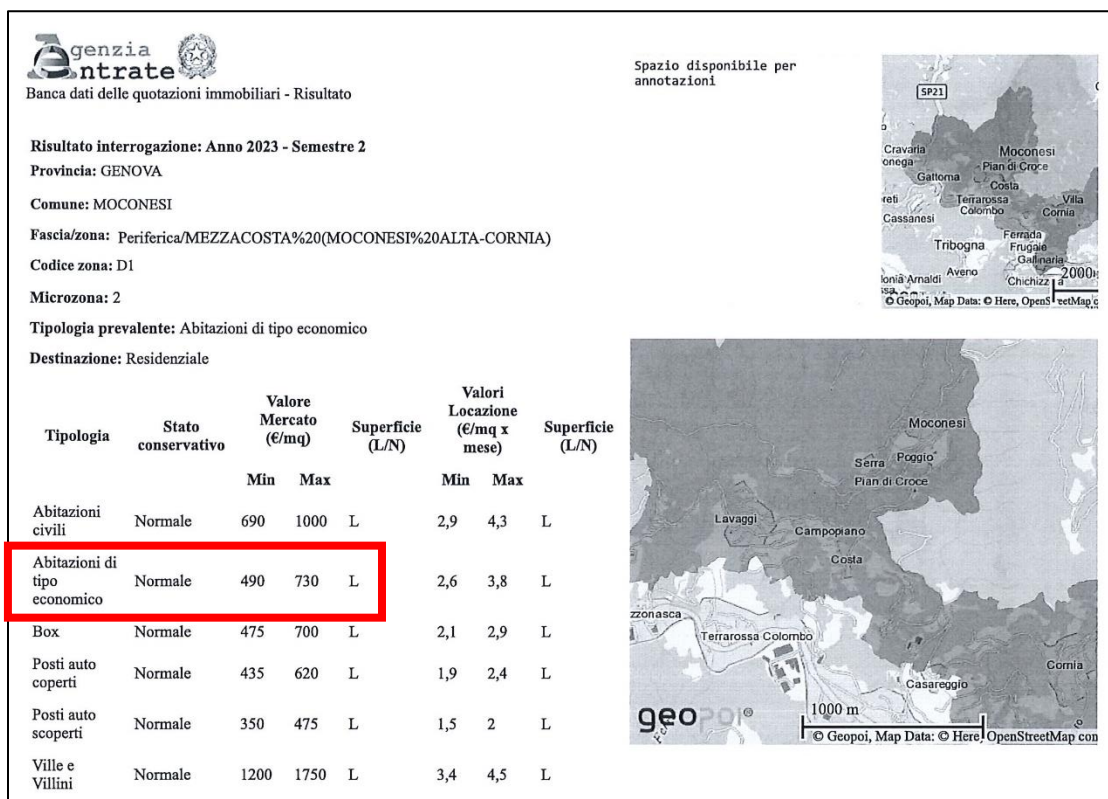 Agenzia
Entrate
Banca dati delle quotazioni immobiliari - Risultato
Spazio disponibile per
annotazioni
Risultato interrogazione: Anno 2023 - Semestre 2
Provincia: GENOVA
Comune: MOCONESI
Fascia/zona: Periferica/MEZZACOSTA%20(MOCONESI%20ALTA-CORNIA)
Codice zona: D1
Microzona: 2
Tipologia prevalente: Abitazioni di tipo economico
Destinazione: Residenziale
Tipologia Stato conservativo Valore Mercato (€/mq) Superficie (L/N) Valori Locazione (€/mq x mese) Superficie (L/N)
Min Max Min Max
Abitazioni civili Normale 690 1000 L 2,9 4,3 L
Abitazioni di tipo economico Normale 490 730 L 2,6 3,8 L
Box Normale 475 700 L 2,1 2,9 L
Posti auto coperti Normale 435 620 L 1,9 2,4 L
Posti auto scoperti Normale 350 475 L 1,5 2 L
Ville e Villini Normale 1200 1750 L 3,4 4,5 L
SP21
Cravaria
Moconesi
Pian di Croce
Gattorna
Costa
Terrarossa
Colombo
Villa
Cornia
Cassanesi
Ferrada
Tribogna
Frugale
Gallinaria
Aveno
2000
© Geopoi, Map Data: © Here, OpenStreetMap
Moconesi
Serra
Poggio
Pian di Croce
Lavaggi
Campopiano
Costa
zzonasca
Terrarossa Colombo
Cornia
Casareggio
geopoi®
1000 m
© Geopoi, Map Data: © Here, OpenStreetMap con